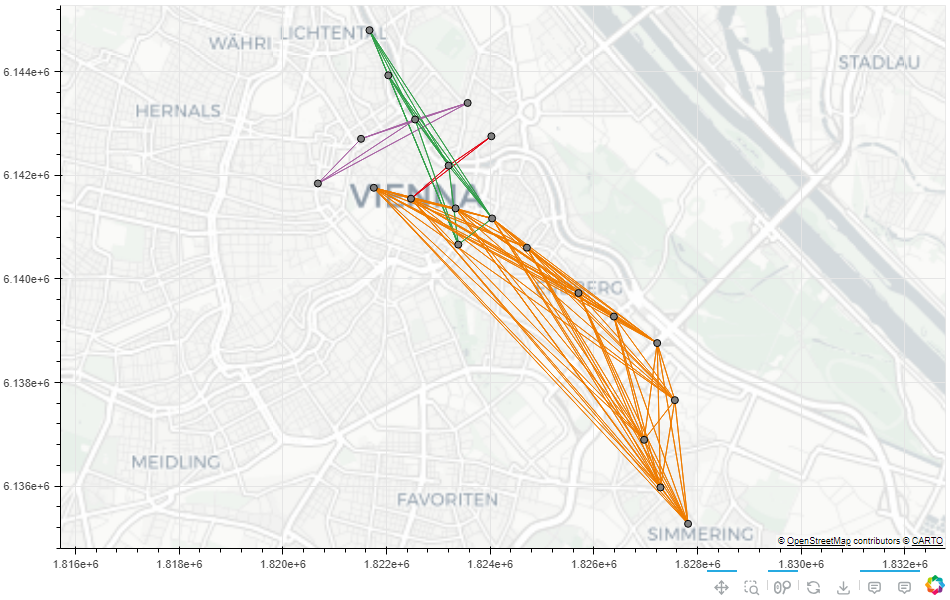 WÄHRI
LICHTENTAL
STADLAU
HERNALS
VIENNA
BERG
MEIDLING
FAVORITEN
SIMMERING
6.144e+6
6.142e+6
6.140e+6
6.138e+6
6.136e+6
© OpenStreetMap contributors © CARTO
1.816e+6 1.818e+6 1.820e+6 1.822e+6 1.824e+6 1.826e+6 1.828e+6 1.830e+6 1.832e+6